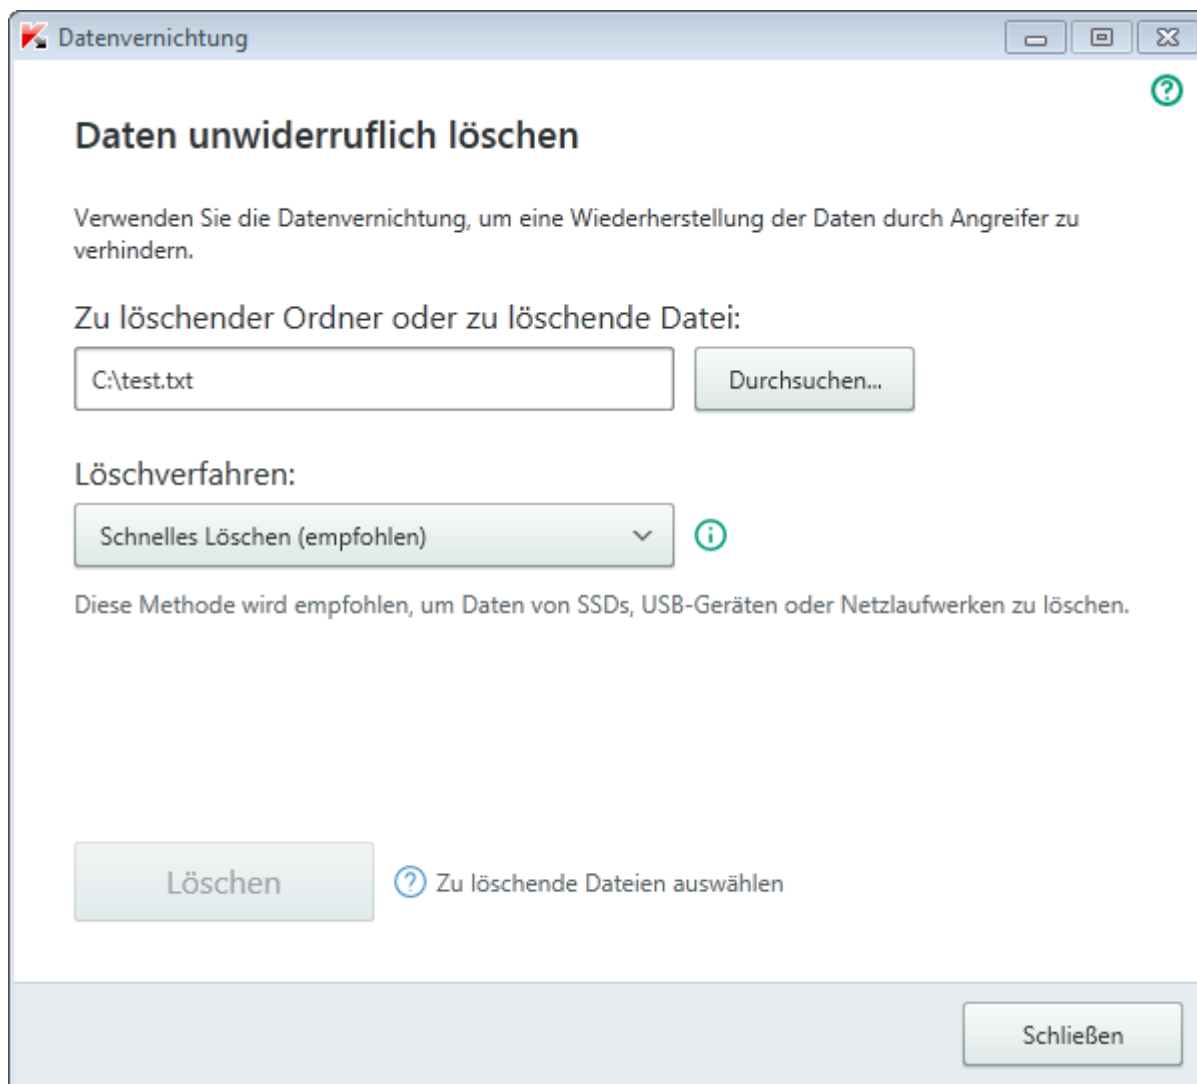 Datenvernichtung
Daten unwiderruflich löschen
Verwenden Sie die Datenvernichtung, um eine Wiederherstellung der Daten durch Angreifer zu
verhindern.
Zu löschender Ordner oder zu löschende Datei:
C:\test.txt
Durchsuchen...
Löschverfahren:
Schnelles Löschen (empfohlen)
Diese Methode wird empfohlen, um Daten von SSDs, USB-Geräten oder Netzlaufwerken zu löschen.
Löschen
Zu löschende Dateien auswählen
Schließen